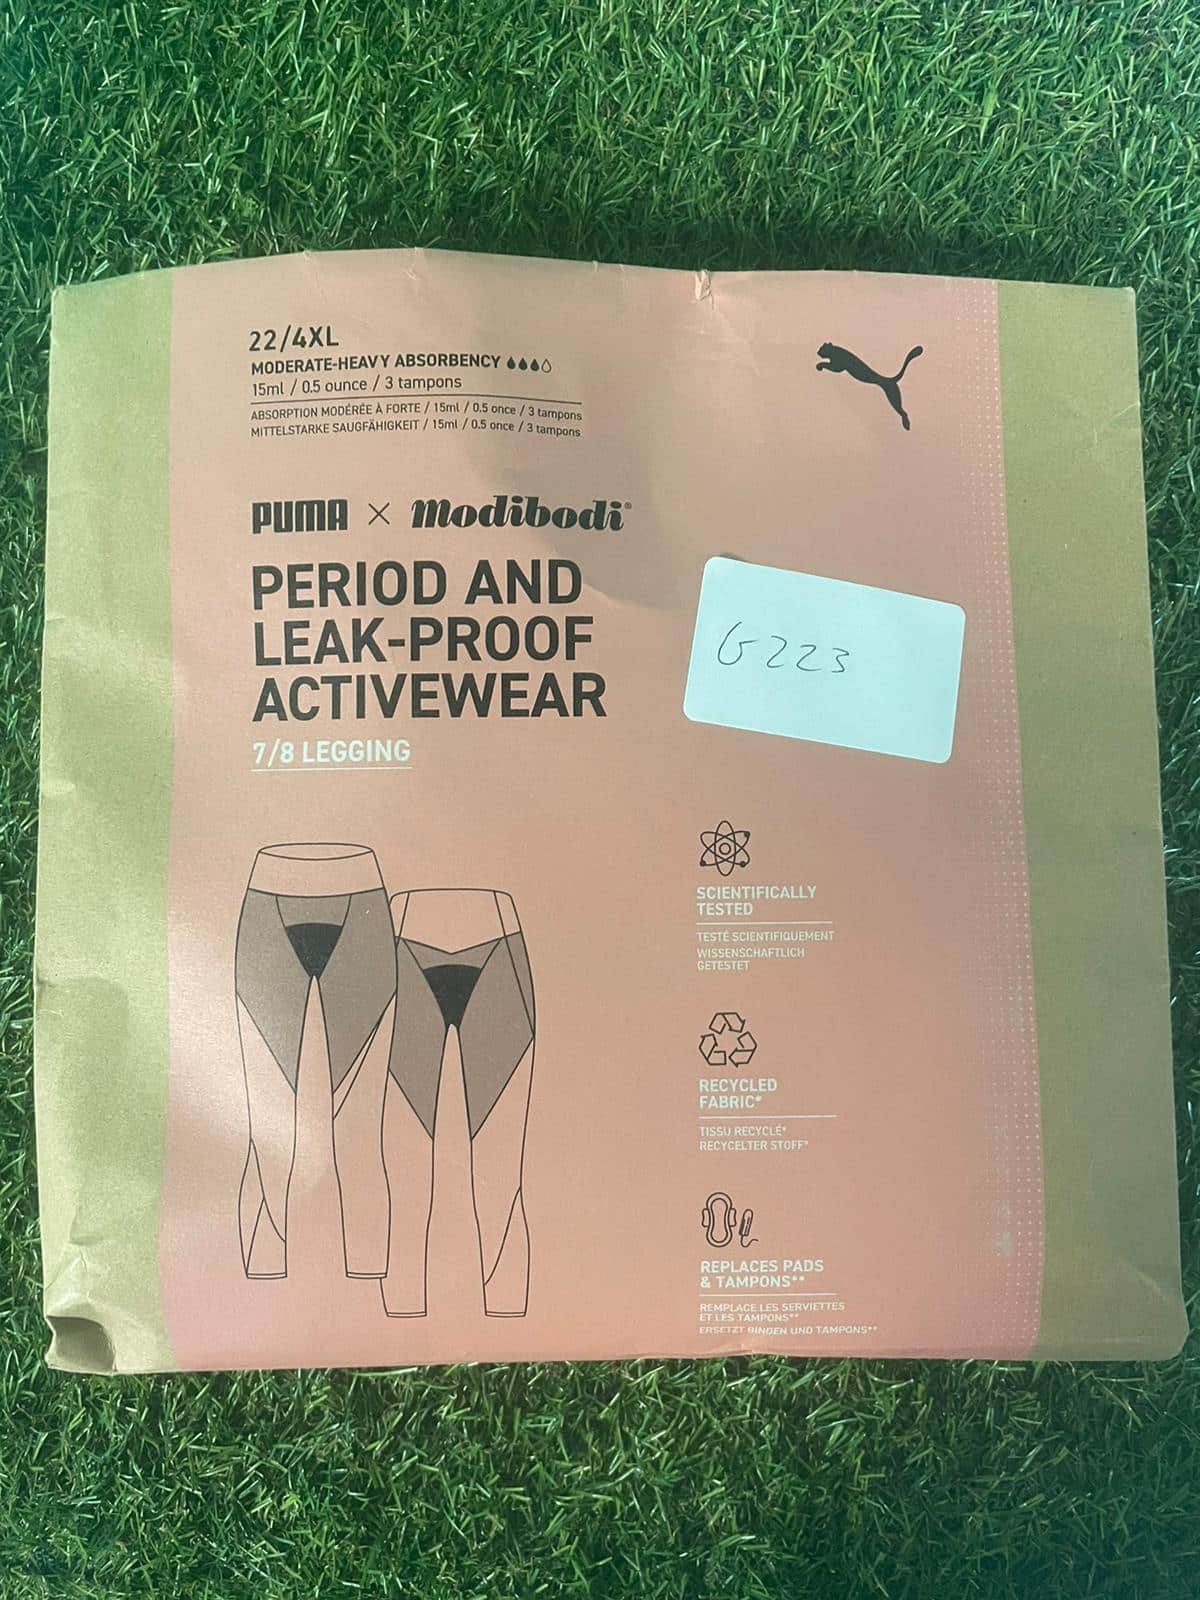 22/4XL
MODERATE-HEAVY ABSORBENCY
15ml / 0.5 ounce / 3 tampons
ABSORPTION MODÉRÉE À FORTE / 15ml / 0.5 once / 3 tampons
MITTELSTARKE SAUGFÄHIGKEIT / 15ml / 0.5 once / 3 tampons
PUMA × modibodi®
PERIOD AND
LEAK-PROOF
ACTIVEWEAR
7/8 LEGGING
G223
SCIENTIFICALLY
TESTED
TESTÉ SCIENTIFIQUEMENT
WISSENSCHAFTLICH
GETESTET
RECYCLED
FABRIC*
TISSU RECYCLÉ*
RECYCELTER STOFF*
REPLACES PADS
& TAMPONS**
REMPLACE LES SERVIETTES
ET LES TAMPONS**
ERSETZT BINDEN UND TAMPONS**